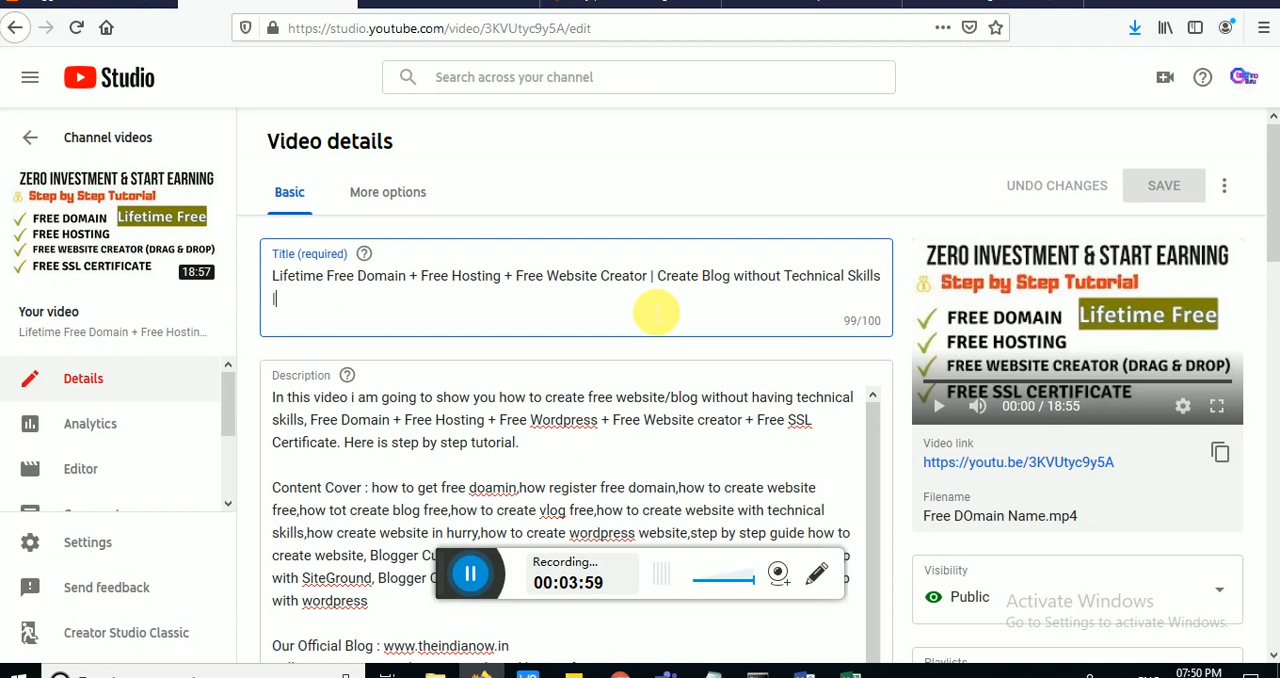 https://studio.youtube.com/video/3KVUtyc9y5A/edit
Studio
Search across your channel
Channel videos
ZERO INVESTMENT & START EARNING
Step by Step Tutorial
FREE DOMAIN Lifetime Free
FREE HOSTING
FREE WEBSITE CREATOR (DRAG & DROP)
FREE SSL CERTIFICATE
18:57
Your video
Lifetime Free Domain + Free Hostin...
Details
Analytics
Editor
Settings
Send feedback
Creator Studio Classic
Video details
Basic
More options
UNDO CHANGES
SAVE
Title (required)
Lifetime Free Domain + Free Hosting + Free Website Creator | Create Blog without Technical Skills
|
99/100
Description
In this video i am going to show you how to create free website/blog without having technical
skills, Free Domain + Free Hosting + Free Wordpress + Free Website creator + Free SSL
Certificate. Here is step by step tutorial.
Content Cover : how to get free doamin,how register free domain,how to create website
free,how tot create blog free,how to create vlog free,how to create website with technical
skills,how create website in hurry,how to create wordpress website,step by step guide how to
create website, Blogger
with SiteGround, Blogger
with wordpress
Our Official Blog : www.theindianow.in
Recording...
00:03:59
ZERO INVESTMENT & START EARNING
Step by Step Tutorial
FREE DOMAIN Lifetime Free
FREE HOSTING
FREE WEBSITE CREATOR (DRAG & DROP)
FREE SSL CERTIFICATE
00:00 / 18:55
Video link
https://youtu.be/3KVUtyc9y5A
Filename
Free DOmain Name.mp4
Visibility
Public
Activate Windows
Go to Settings to activate Windows.
Playlists
07:50 PM